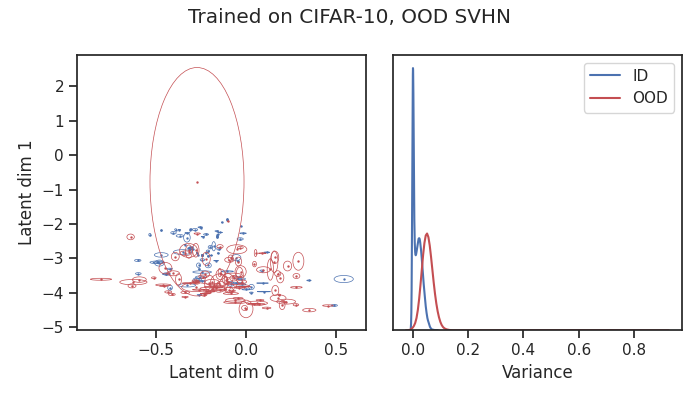 Trained on CIFAR-10, OOD SVHN
Latent dim 1
2
1
0
−1
−2
−3
−4
−5
−0.5
0.0
0.5
Latent dim 0
ID
OOD
0.0
0.2
0.4
0.6
0.8
Variance